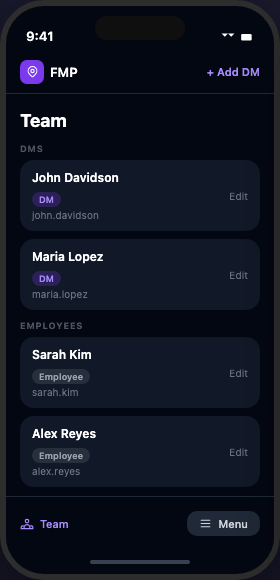 9:41
FMP
+ Add DM
Team
DMS
John Davidson
DM
Edit
john.davidson
Maria Lopez
DM
Edit
maria.lopez
EMPLOYEES
Sarah Kim
Employee
Edit
sarah.kim
Alex Reyes
Employee
Edit
alex.reyes
Team
Menu